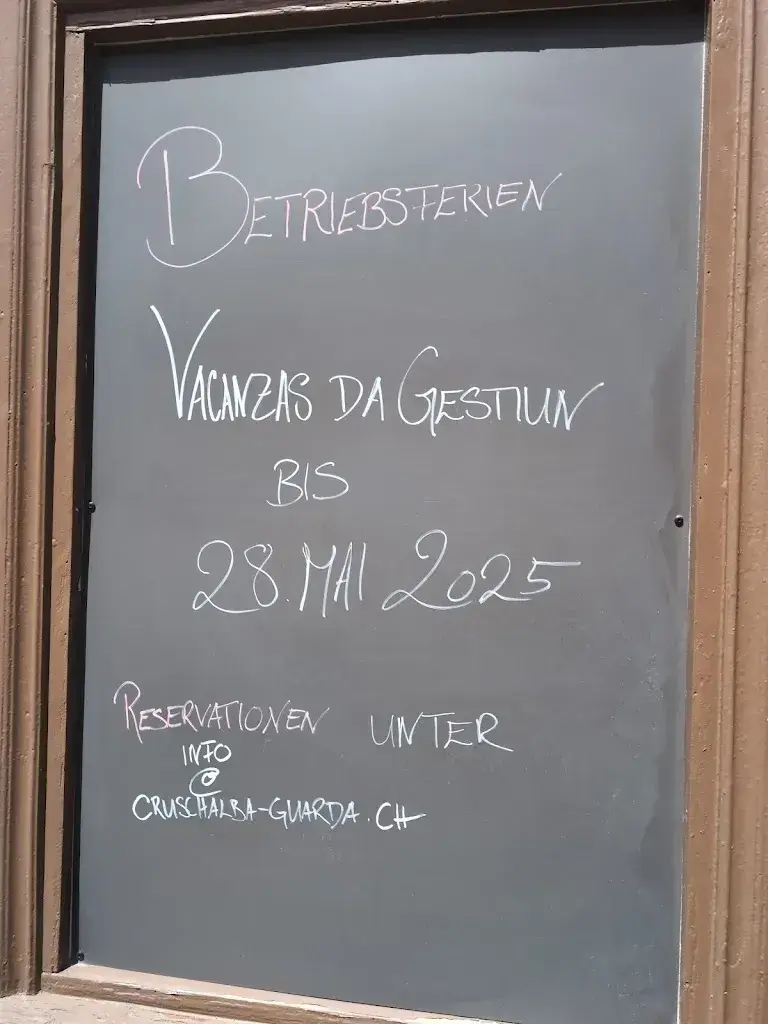 BETRIEBSFERIEN
VACANZAS DA GESTIUN
BIS
28. MAI 2025
RESERVATIONEN UNTER
INFO
@
CRUSCHALBA-GUARDA.CH